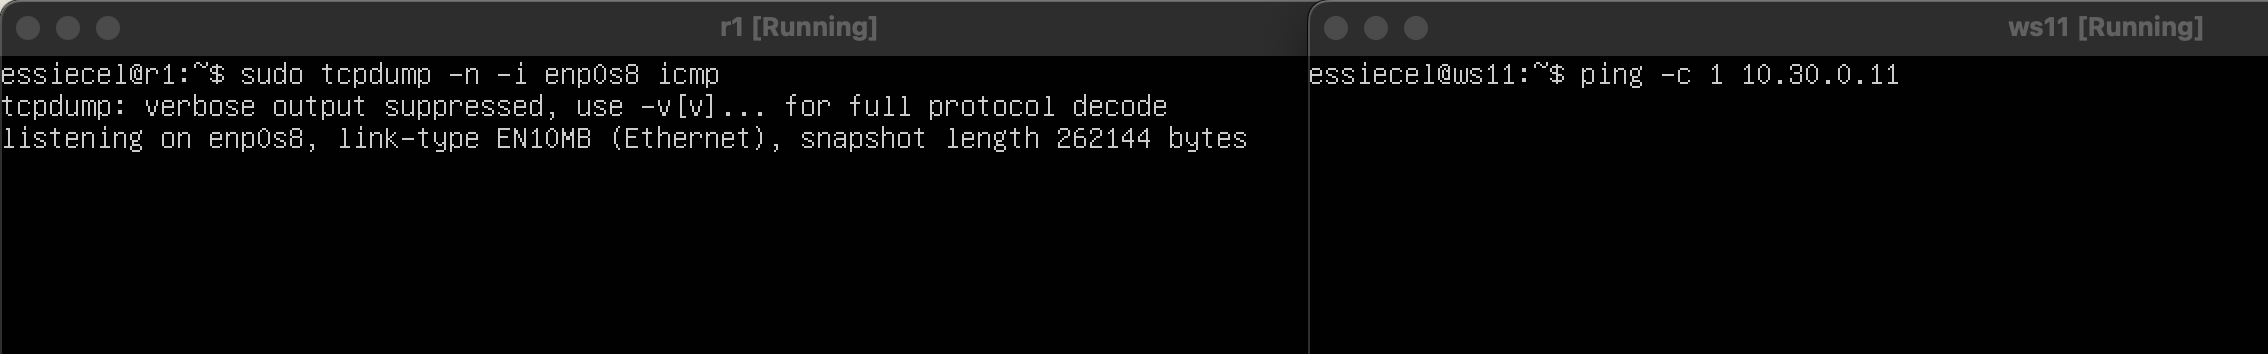 r1 [Running]
essiecel@r1:~$ sudo tcpdump -n -i enp0s8 icmp
tcpdump: verbose output suppressed, use -v[v]... for full protocol decode
listening on enp0s8, link-type EN10MB (Ethernet), snapshot length 262144 bytes
ws11 [Running]
essiecel@ws11:~$ ping -c 1 10.30.0.11